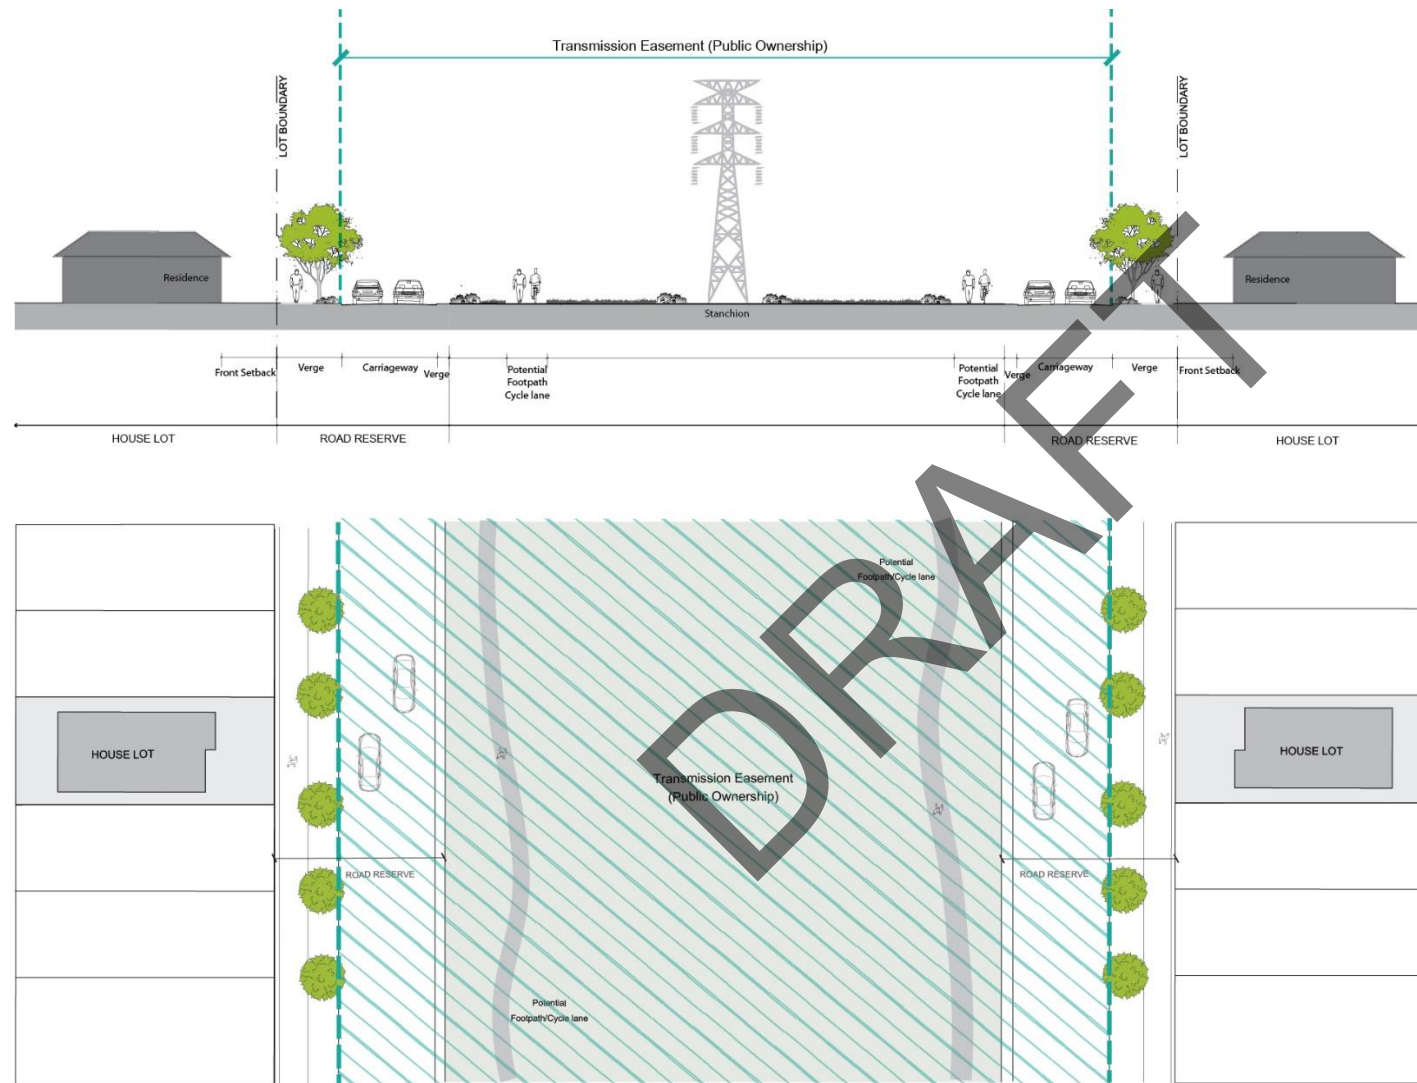 Transmission Easement (Public Ownership)
LOT BOUNDARY
LOT BOUNDARY
Residence
Residence
Stanchion
Front Setback
Verge
Carriageway
Verge
Potential
Footpath
Cycle lane
Potential
Footpath
Cycle lane
Verge
Carriageway
Verge
Front Setback
HOUSE LOT
ROAD RESERVE
ROAD RESERVE
HOUSE LOT
Potential
Footpath/Cycle lane
HOUSE LOT
HOUSE LOT
Transmission Easement
(Public Ownership)
ROAD RESERVE
ROAD RESERVE
Potential
Footpath/Cycle lane
DRAFT